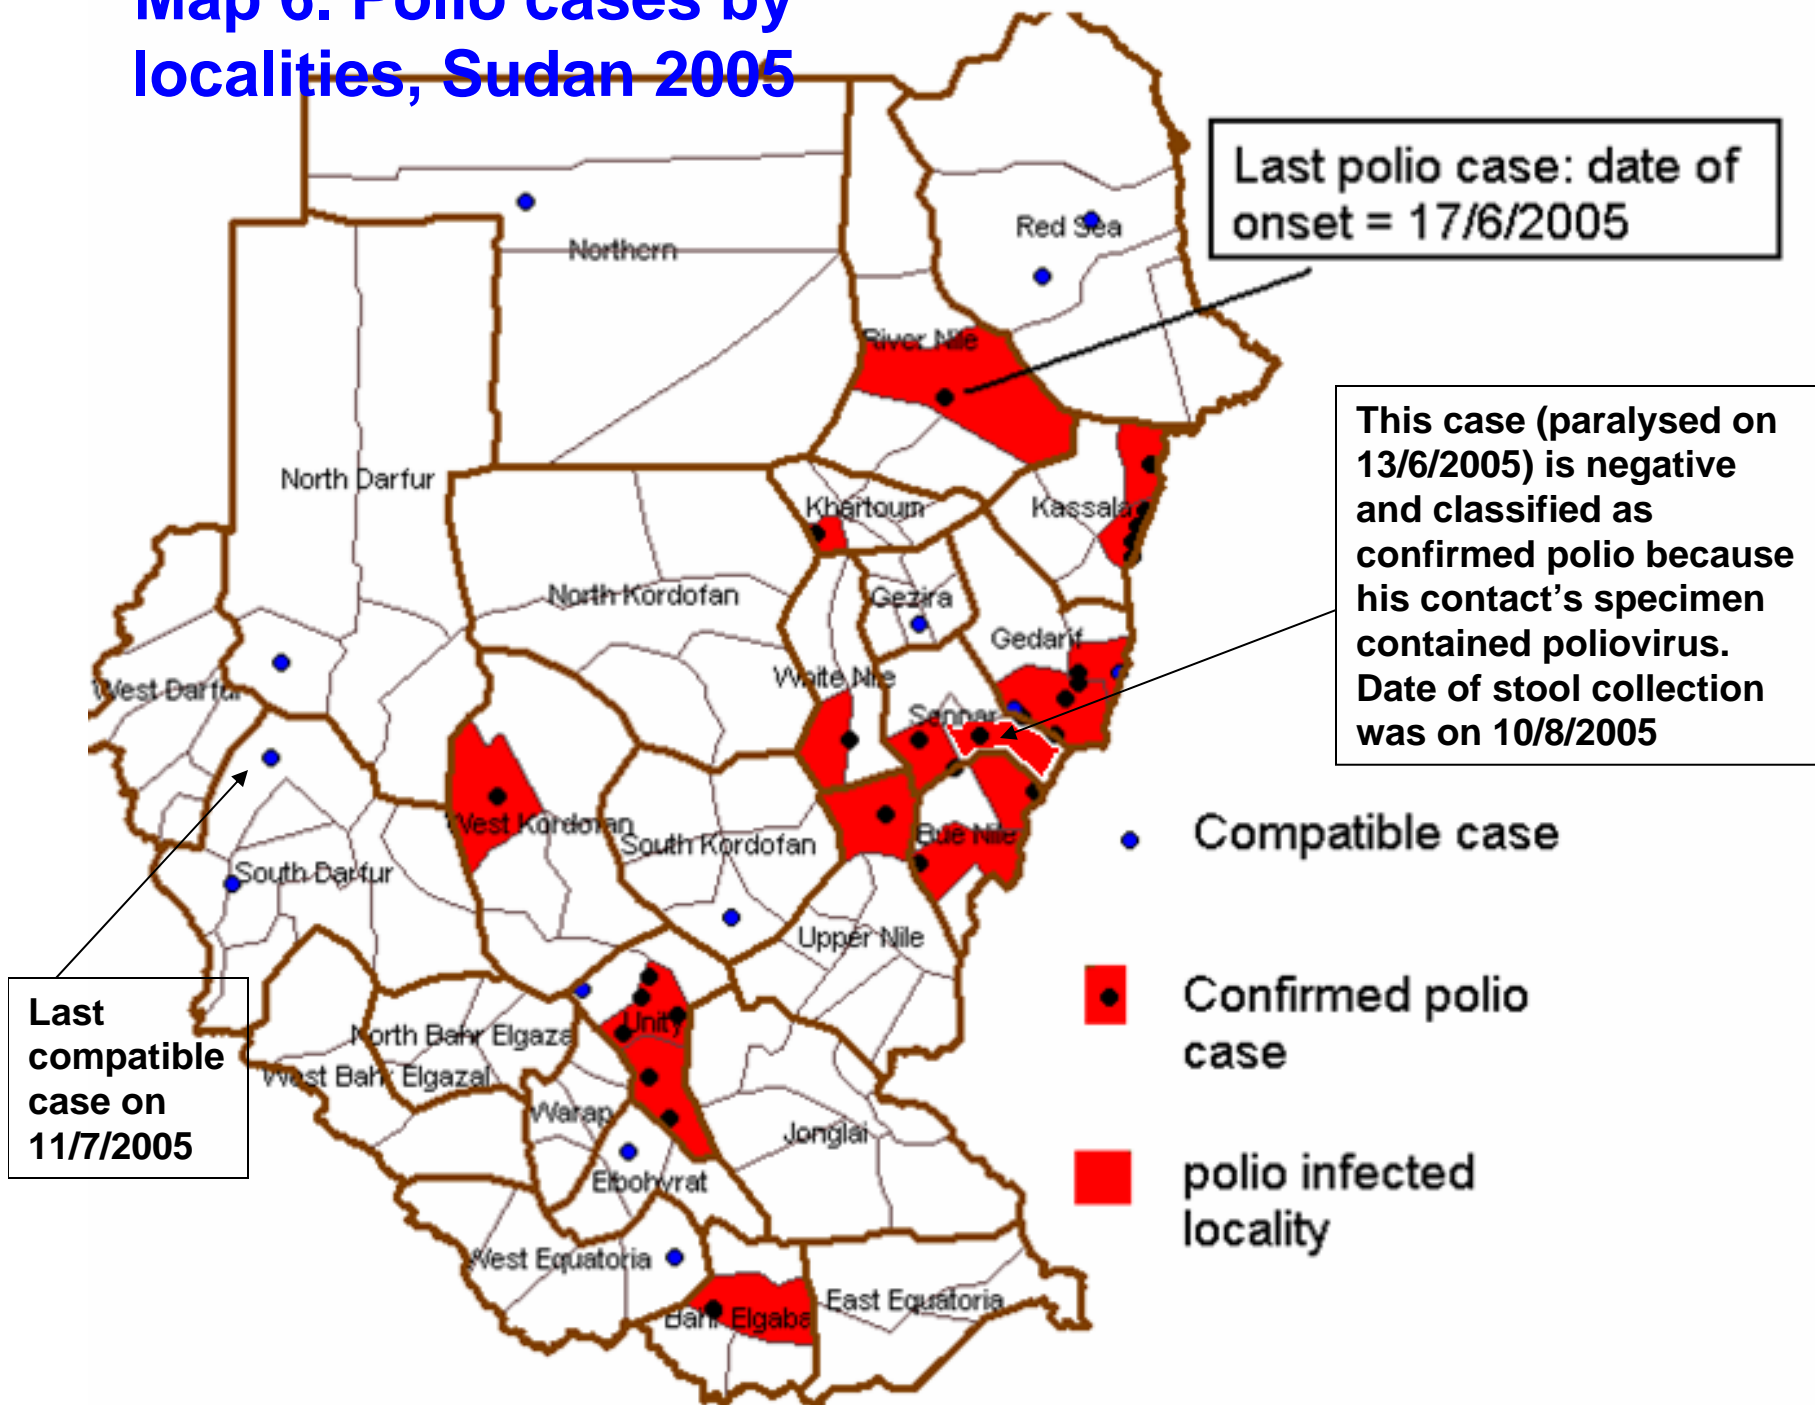 Map 6. Polio cases by
localities, Sudan 2005
Last polio case: date of
onset = 17/6/2005
Red Sea
Northern
River Nile
This case (paralysed on
13/6/2005) is negative
and classified as
confirmed polio because
his contact’s specimen
contained poliovirus.
Date of stool collection
was on 10/8/2005
North Darfur
Khartoum
Kassala
North Kordofan
Gezira
Gedarif
West Darfur
White Nile
Sennar
West Kordofan
South Kordofan
Bue Nile
Compatible case
South Darfur
Upper Nile
Last
compatible
case on
11/7/2005
Confirmed polio
case
Unity
North Bahr Elgaza
West Bahr Elgazal
Warap
Jonglai
Elbohyrat
polio infected
locality
West Equatoria
East Equatoria
Bahr Elgaba